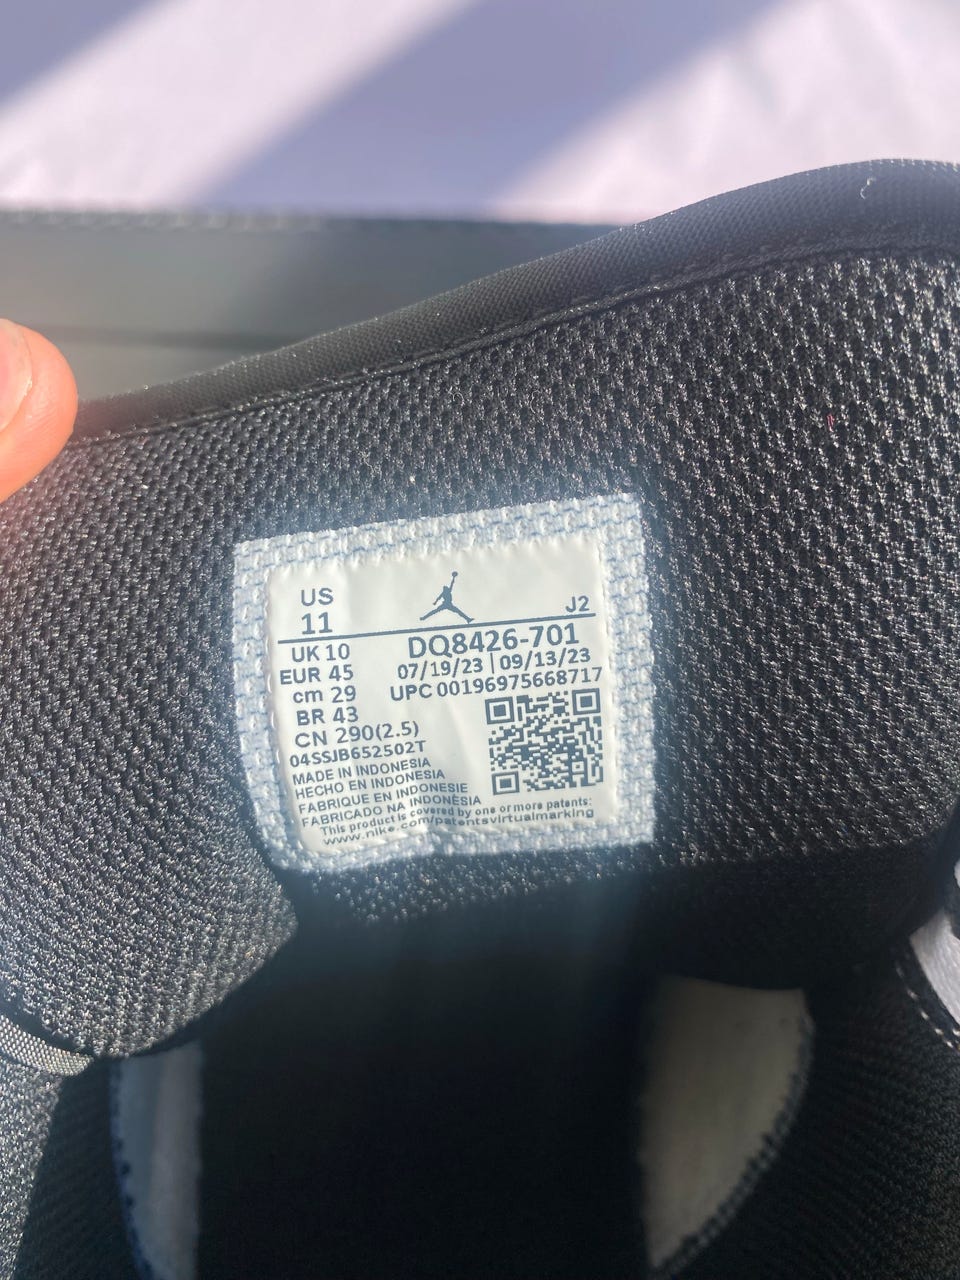 US
11
J2
UK 10
EUR 45
cm 29
BR 43
CN 290(2.5)
DQ8426-701
07/19/23 | 09/13/23
UPC 00196975668717
04SSJB652502T
MADE IN INDONESIA
HECHO EN INDONESIA
FABRIQUE EN INDONESIE
FABRICADO NA INDONÉSIA
This product is covered by one or more patents:
www.nike.com/patentsvirtualmarking